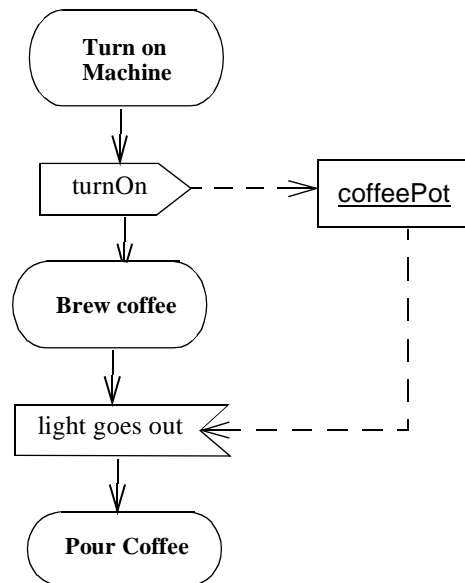 Turn on
Machine
turnOn
coffeePot
Brew coffee
light goes out
Pour Coffee